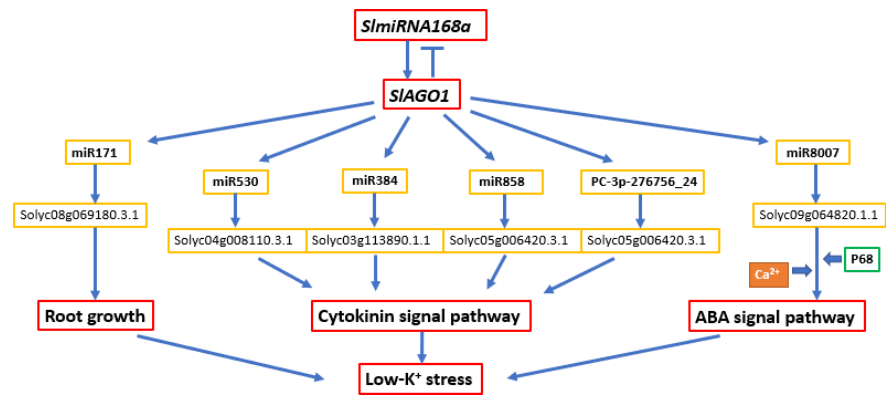 SlmiRNA168a
SlAGO1
miR171
miR8007
miR530
miR384
miR858
PC-3p-276756_24
Solyc08g069180.3.1
Solyc09g064820.1.1
Solyc04g008110.3.1
Solyc03g113890.1.1
Solyc05g006420.3.1
Solyc05g006420.3.1
P68
Ca²⁺
Root growth
Cytokinin signal pathway
ABA signal pathway
Low-K⁺ stress